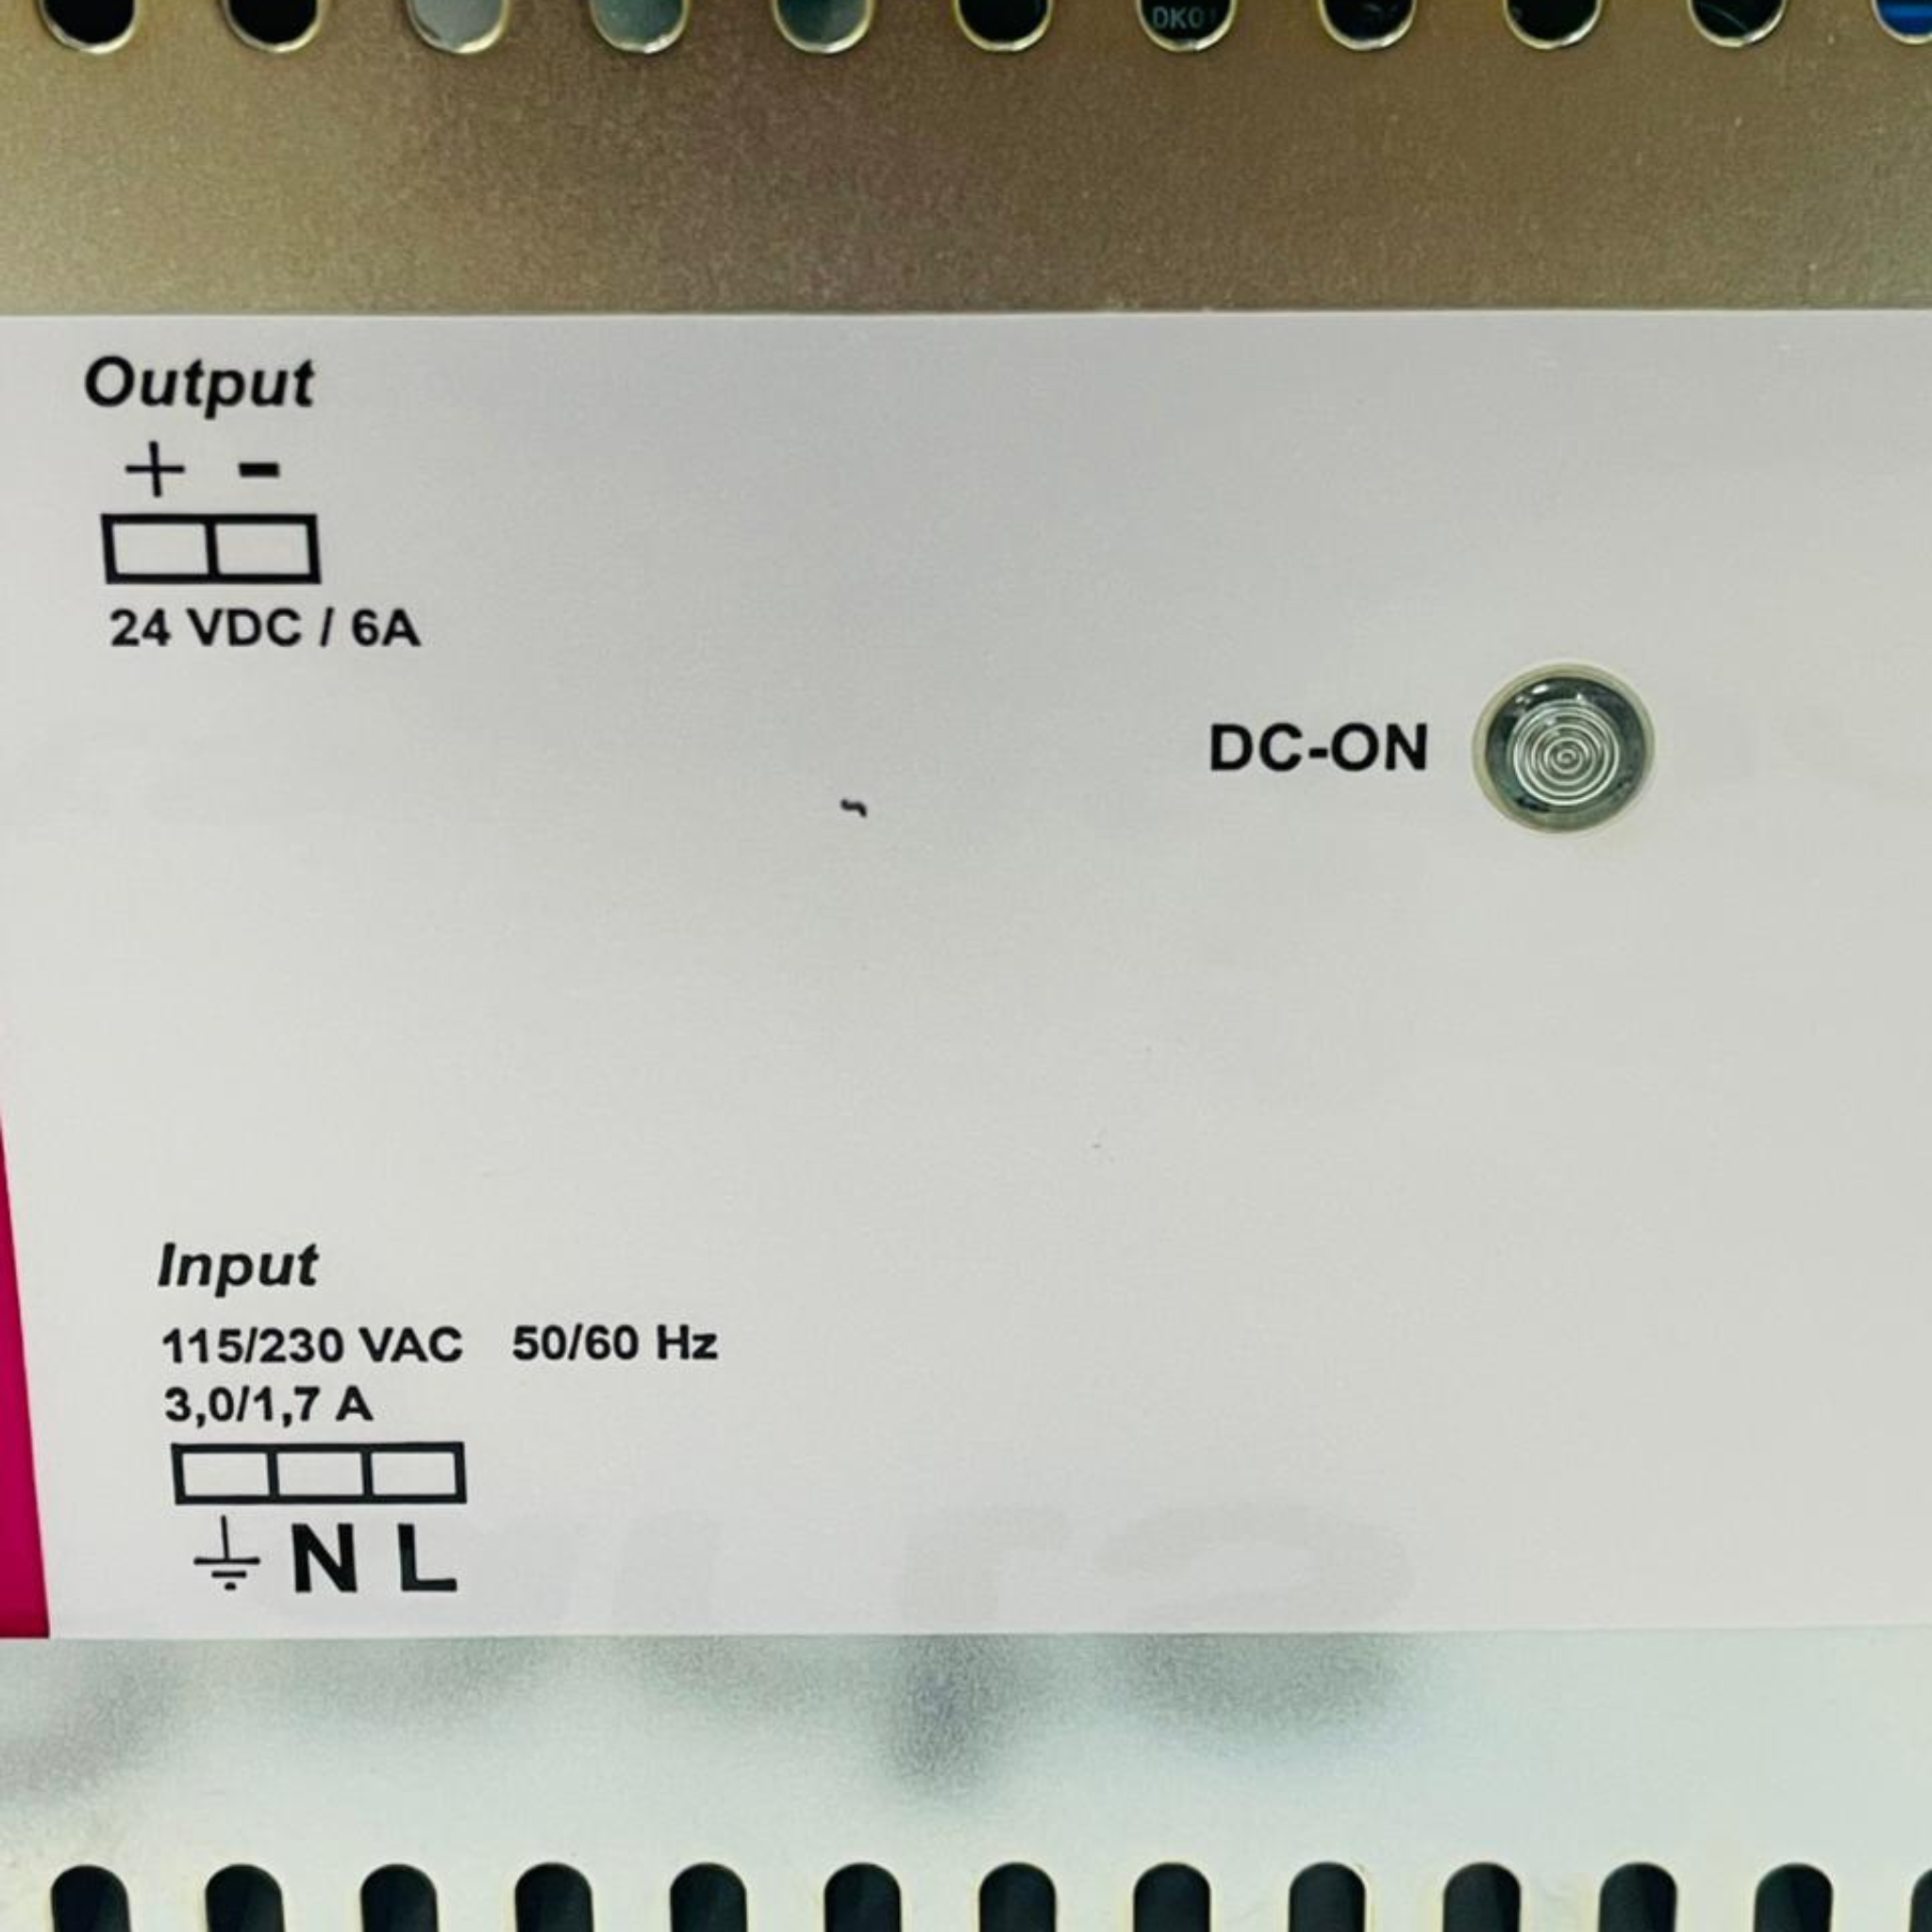 Output
+ -
24 VDC / 6A
DC-ON
Input
115/230 VAC 50/60 Hz
3,0/1,7 A
⏚ N L